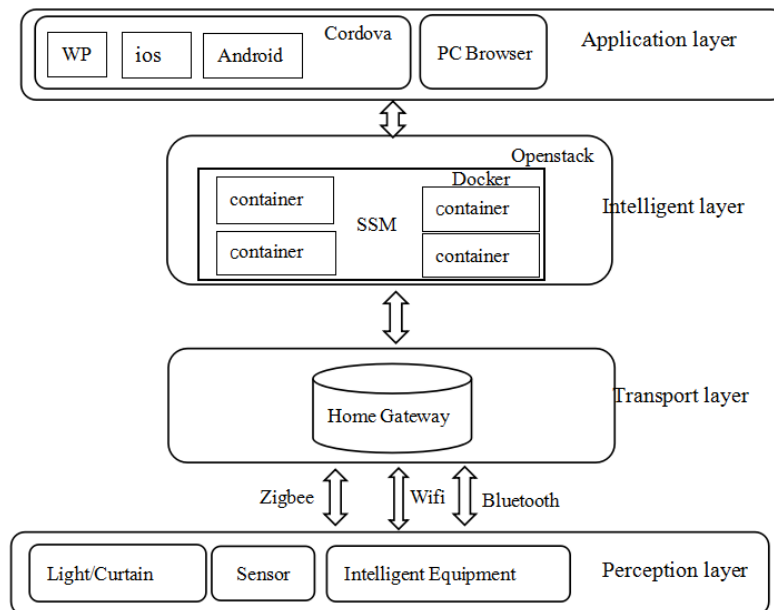 Cordova
WP
ios
Android
PC Browser
Application layer
Openstack
Docker
container
container
SSM
container
container
Intelligent layer
Home Gateway
Transport layer
Zigbee
Wifi
Bluetooth
Light/Curtain
Sensor
Intelligent Equipment
Perception layer